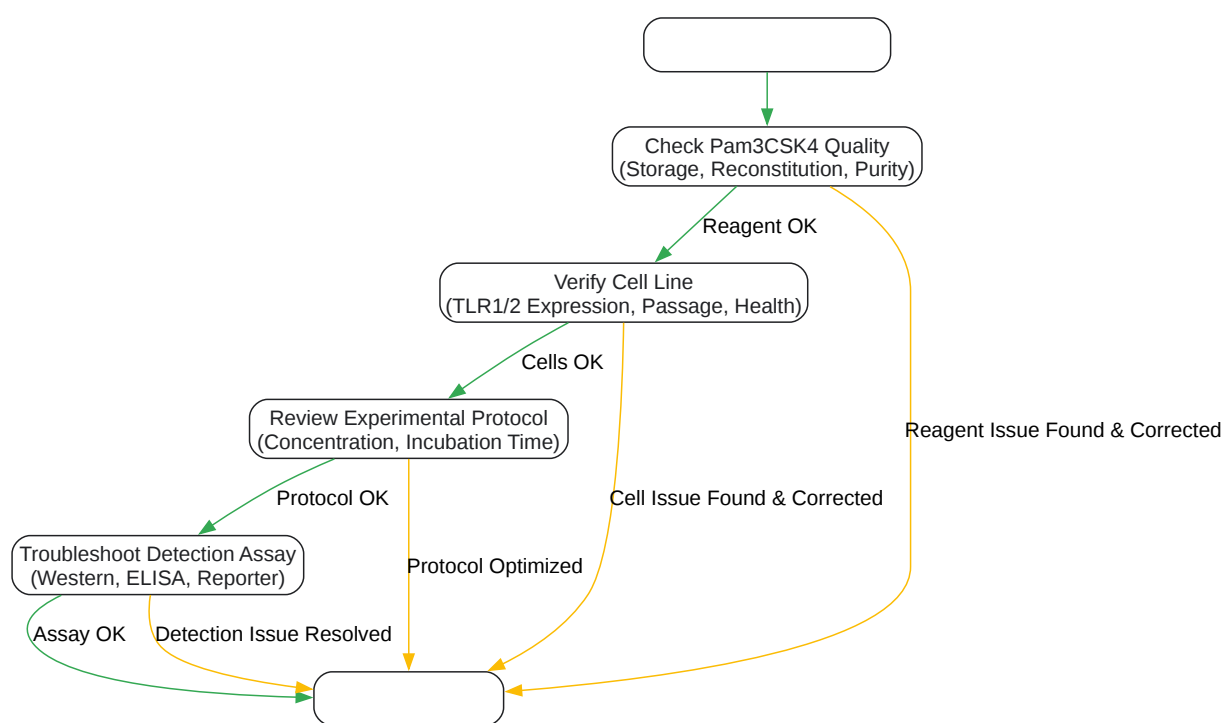 Check Pam3CSK4 Quality
(Storage, Reconstitution, Purity)
Reagent OK
Verify Cell Line
(TLR1/2 Expression, Passage, Health)
Cells OK
Review Experimental Protocol
(Concentration, Incubation Time)
Reagent Issue Found & Corrected
Protocol OK
Cell Issue Found & Corrected
Troubleshoot Detection Assay
(Western, ELISA, Reporter)
Protocol Optimized
Assay OK
Detection Issue Resolved